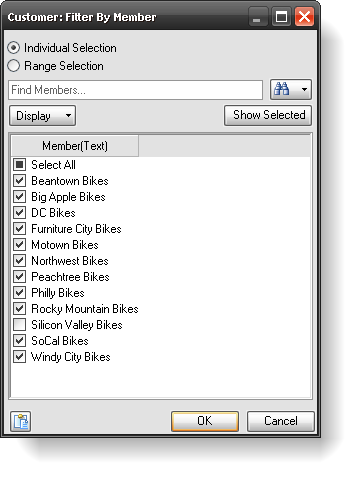 Customer: Filter By Member
Individual Selection
Range Selection
Find Members...
Display
Show Selected
Member(Text)
Select All
Beantown Bikes
Big Apple Bikes
DC Bikes
Furniture City Bikes
Motown Bikes
Northwest Bikes
Peachtree Bikes
Philly Bikes
Rocky Mountain Bikes
Silicon Valley Bikes
SoCal Bikes
Windy City Bikes
OK
Cancel